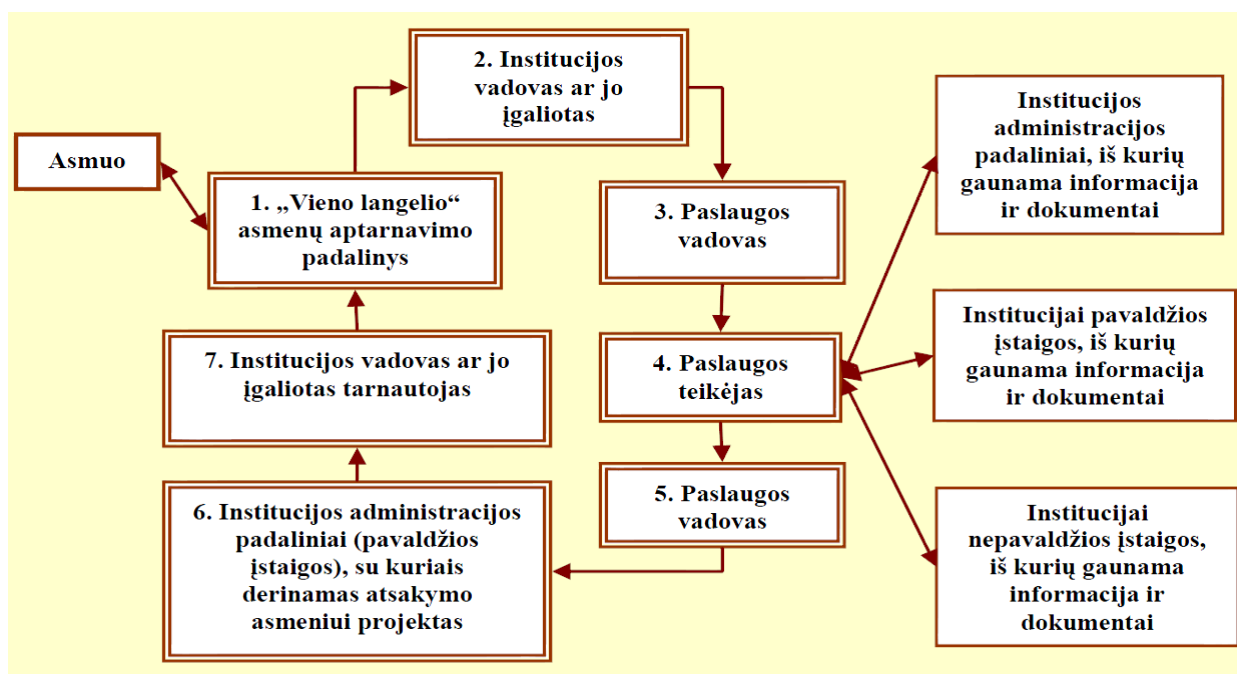 Asmuo
1. „Vieno langelio“
asmenų aptarnavimo
padalinys
2. Institucijos
vadovas ar jo
įgaliotas
3. Paslaugos
vadovas
4. Paslaugos
teikėjas
5. Paslaugos
vadovas
6. Institucijos administracijos
padaliniai (pavaldžios
įstaigos), su kuriais
derinamas atsakymo
asmeniui projektas
7. Institucijos vadovas ar jo
įgaliotas tarnautojas
Institucijos
administracijos
padaliniai, iš kurių
gaunama informacija
ir dokumentai
Institucijai pavaldžios
įstaigos, iš kurių
gaunama informacija
ir dokumentai
Institucijai
nepavaldžios įstaigos,
iš kurių gaunama
informacija ir
dokumentai